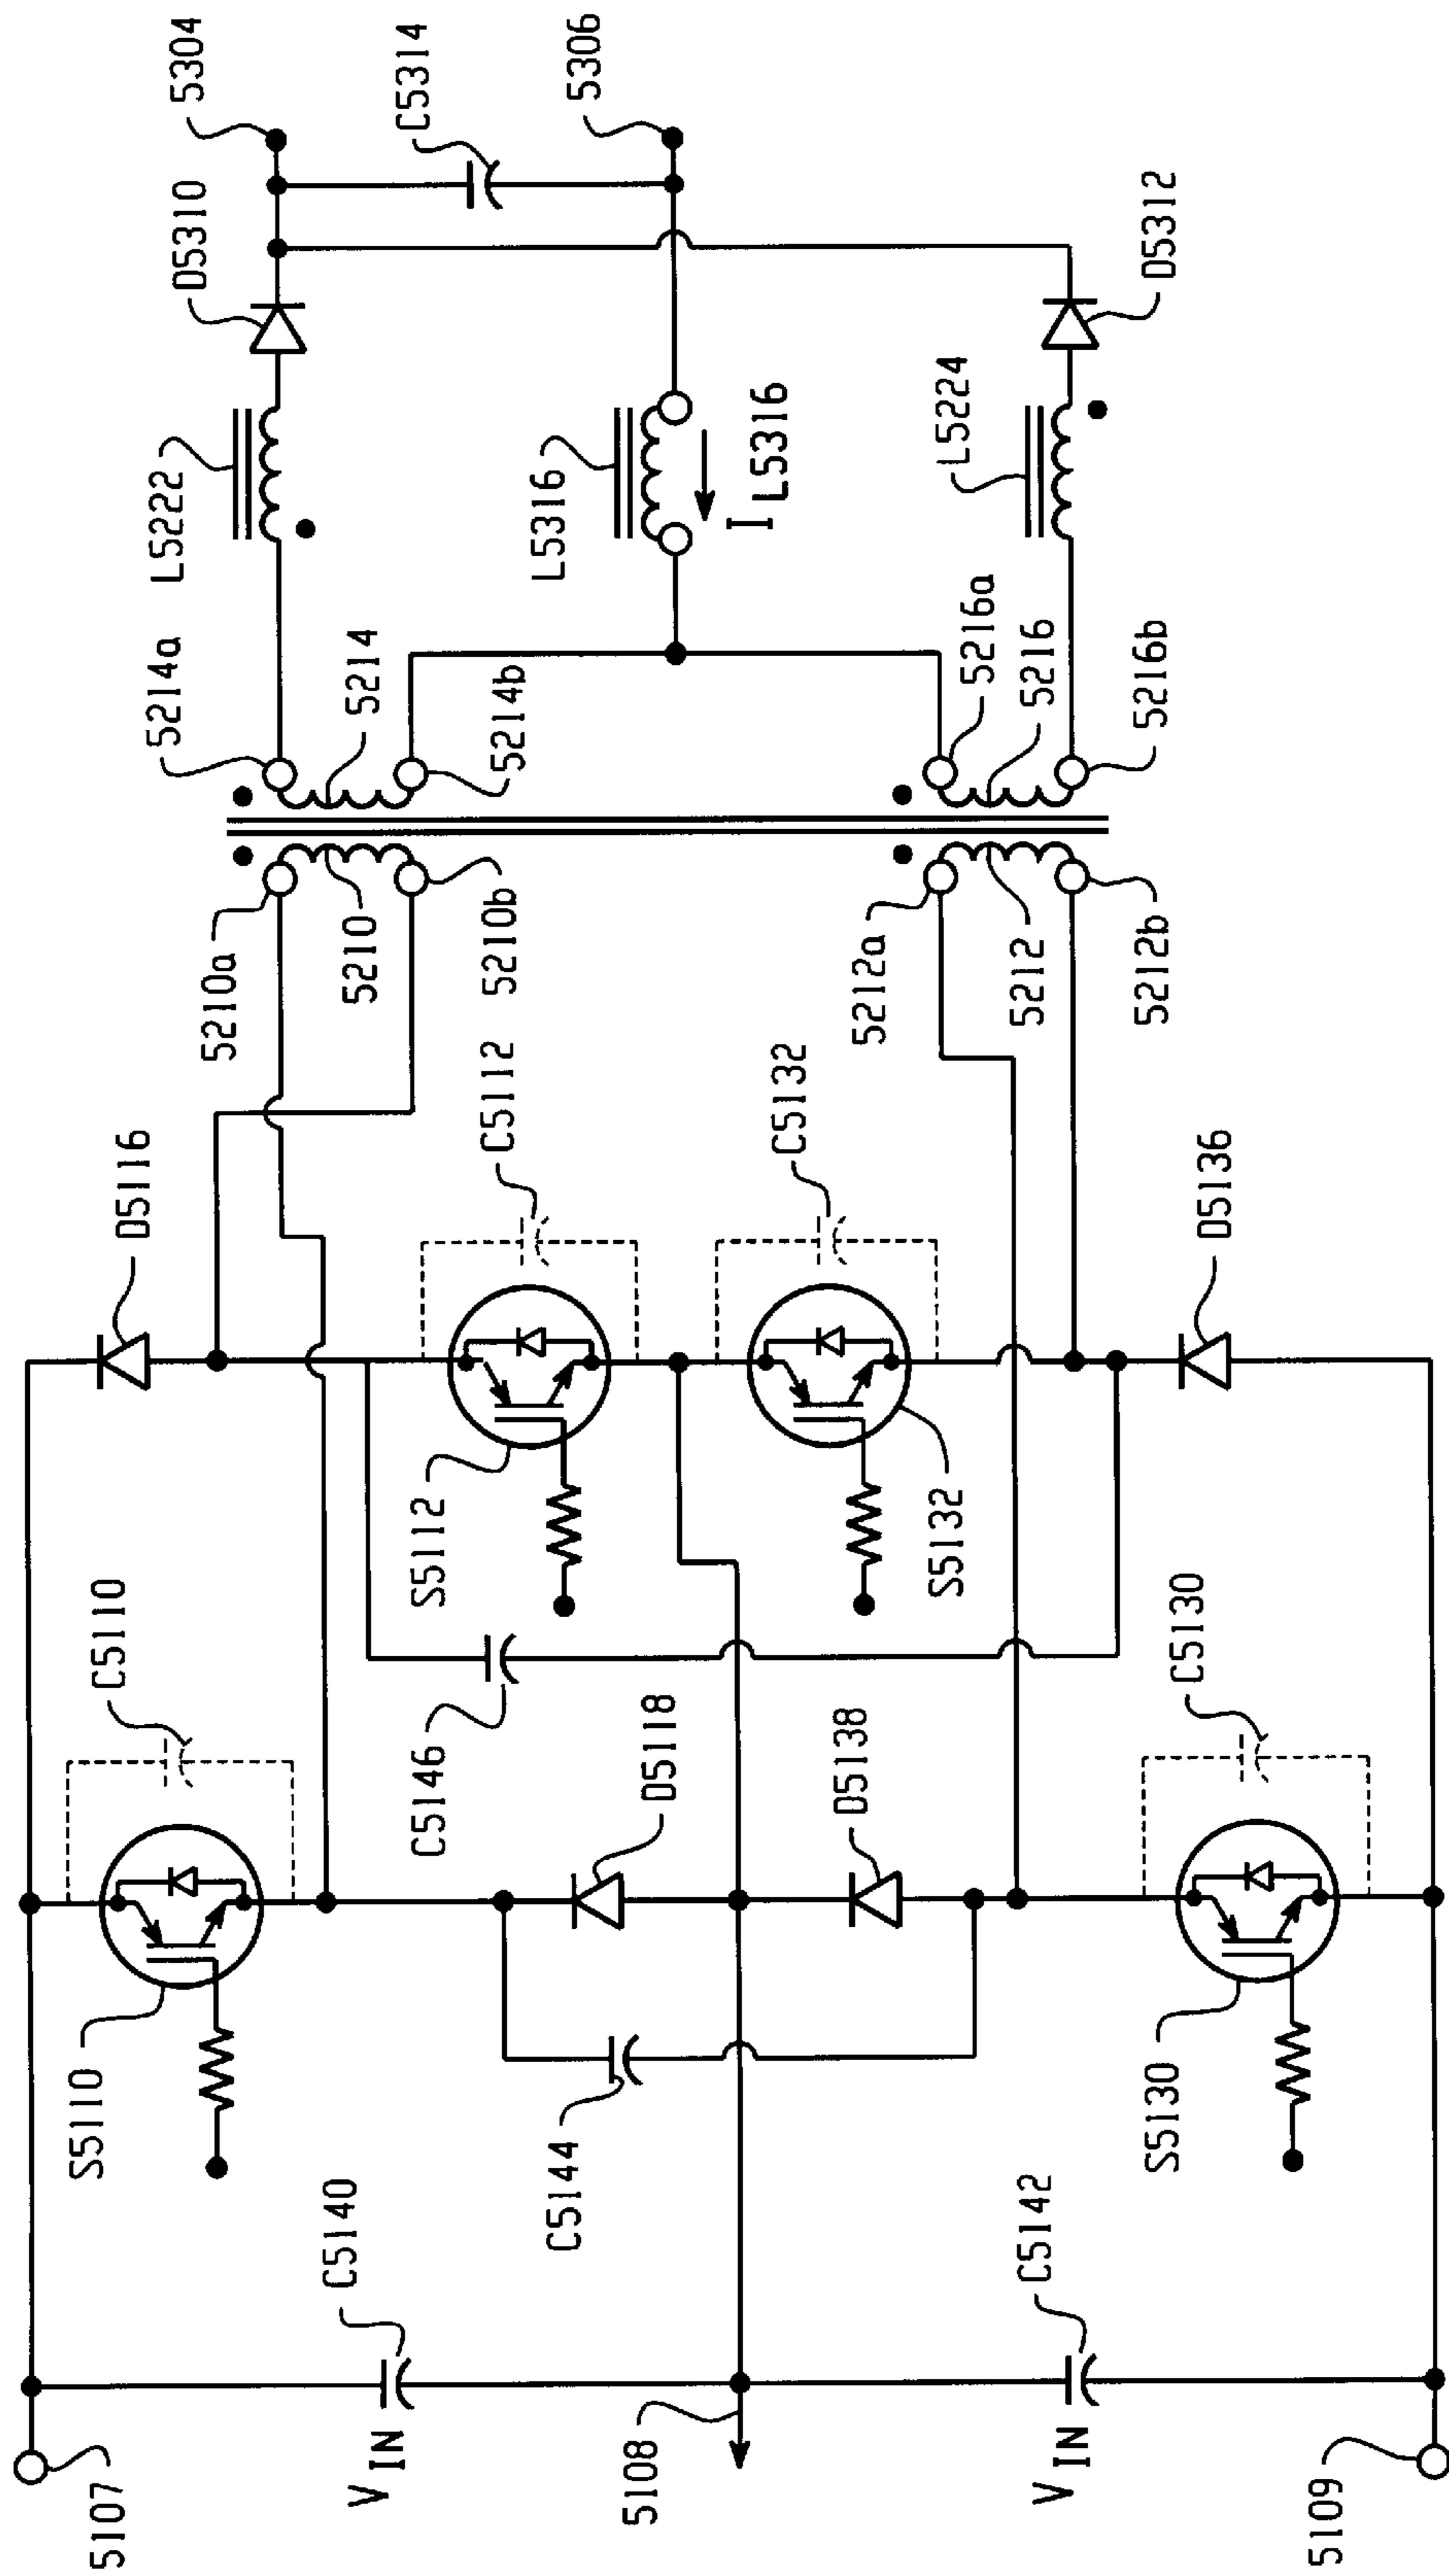 5107
V IN
C5140
S5110
C5110
D5116
5210a
5210
5210b
5214a
5214
5214b
L5222
D5310
5304
C5314
5306
L5316
I L5316
C5144
C5146
D5118
S5112
C5112
5108
D5138
S5132
C5132
5212a
5212
5212b
5216a
5216
5216b
L5224
D5312
V IN
C5142
S5130
C5130
D5136
5109